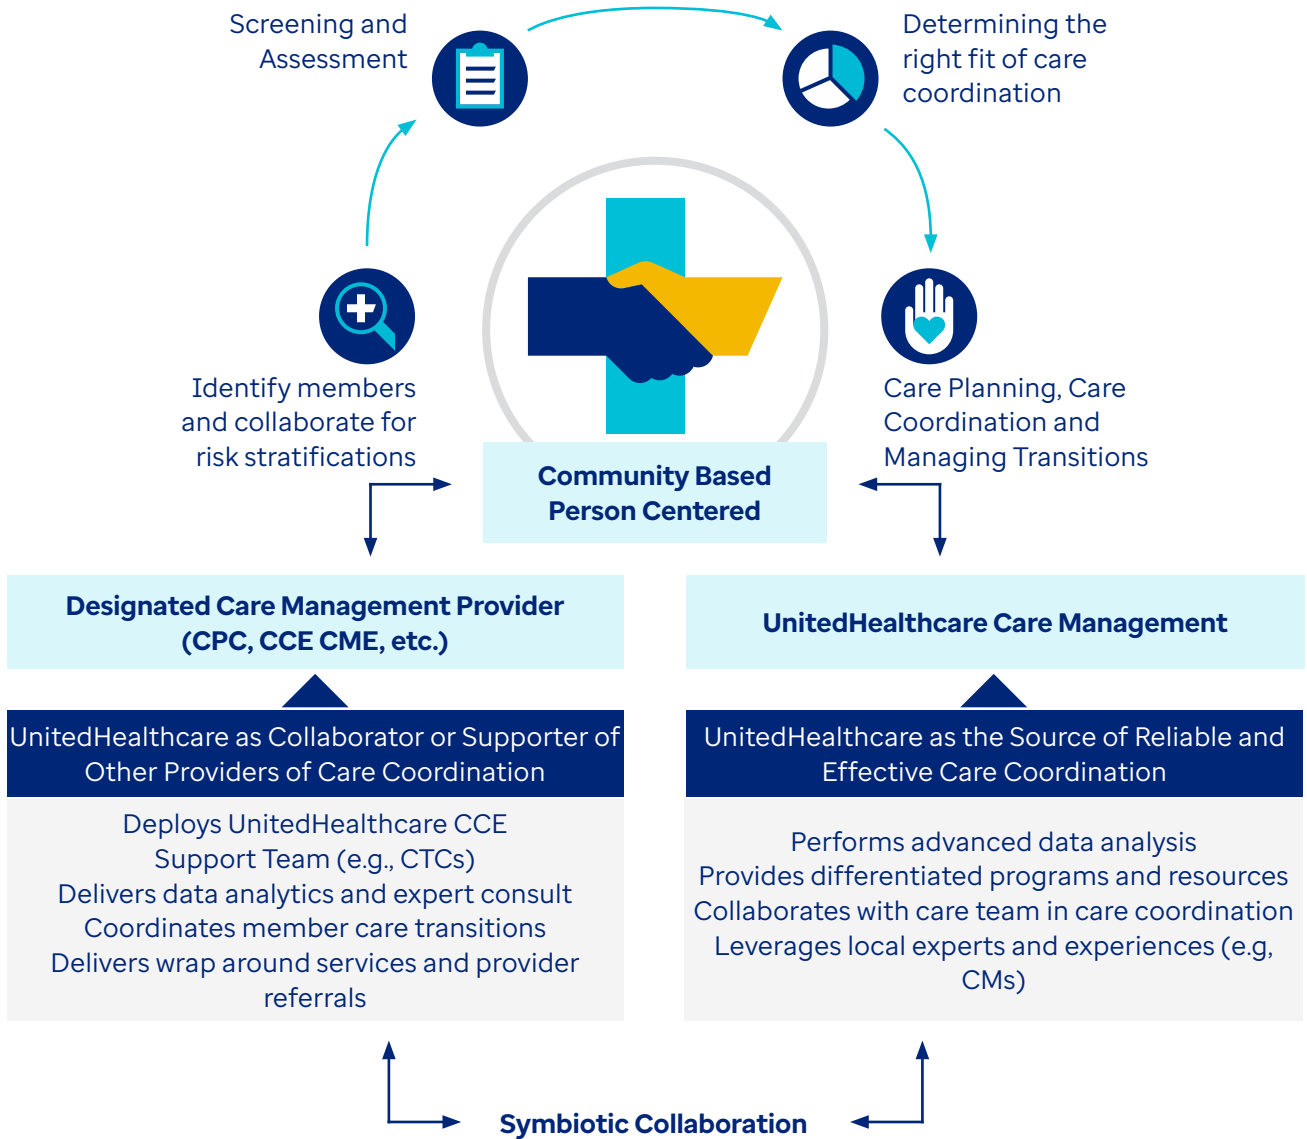 Screening and
Assessment
Determining the
right fit of care
coordination
Identify members
and collaborate for
risk stratifications
Care Planning, Care
Coordination and
Managing Transitions
Community Based
Person Centered
Designated Care Management Provider
(CPC, CCE CME, etc.)
UnitedHealthcare as Collaborator or Supporter of
Other Providers of Care Coordination
Deploys UnitedHealthcare CCE
Support Team (e.g., CTCs)
Delivers data analytics and expert consult
Coordinates member care transitions
Delivers wrap around services and provider
referrals
UnitedHealthcare Care Management
UnitedHealthcare as the Source of Reliable and
Effective Care Coordination
Performs advanced data analysis
Provides differentiated programs and resources
Collaborates with care team in care coordination
Leverages local experts and experiences (e.g,
CMs)
Symbiotic Collaboration